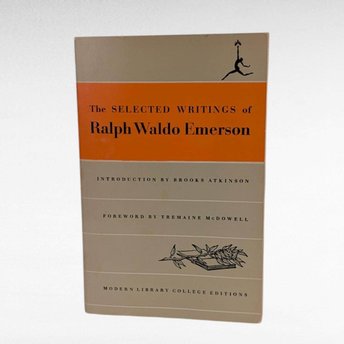 The SELECTED WRITINGS of
Ralph Waldo Emerson
INTRODUCTION BY BROOKS ATKINSON
FOREWORD BY TREMAINE McDOWELL
MODERN LIBRARY COLLEGE EDITIONS